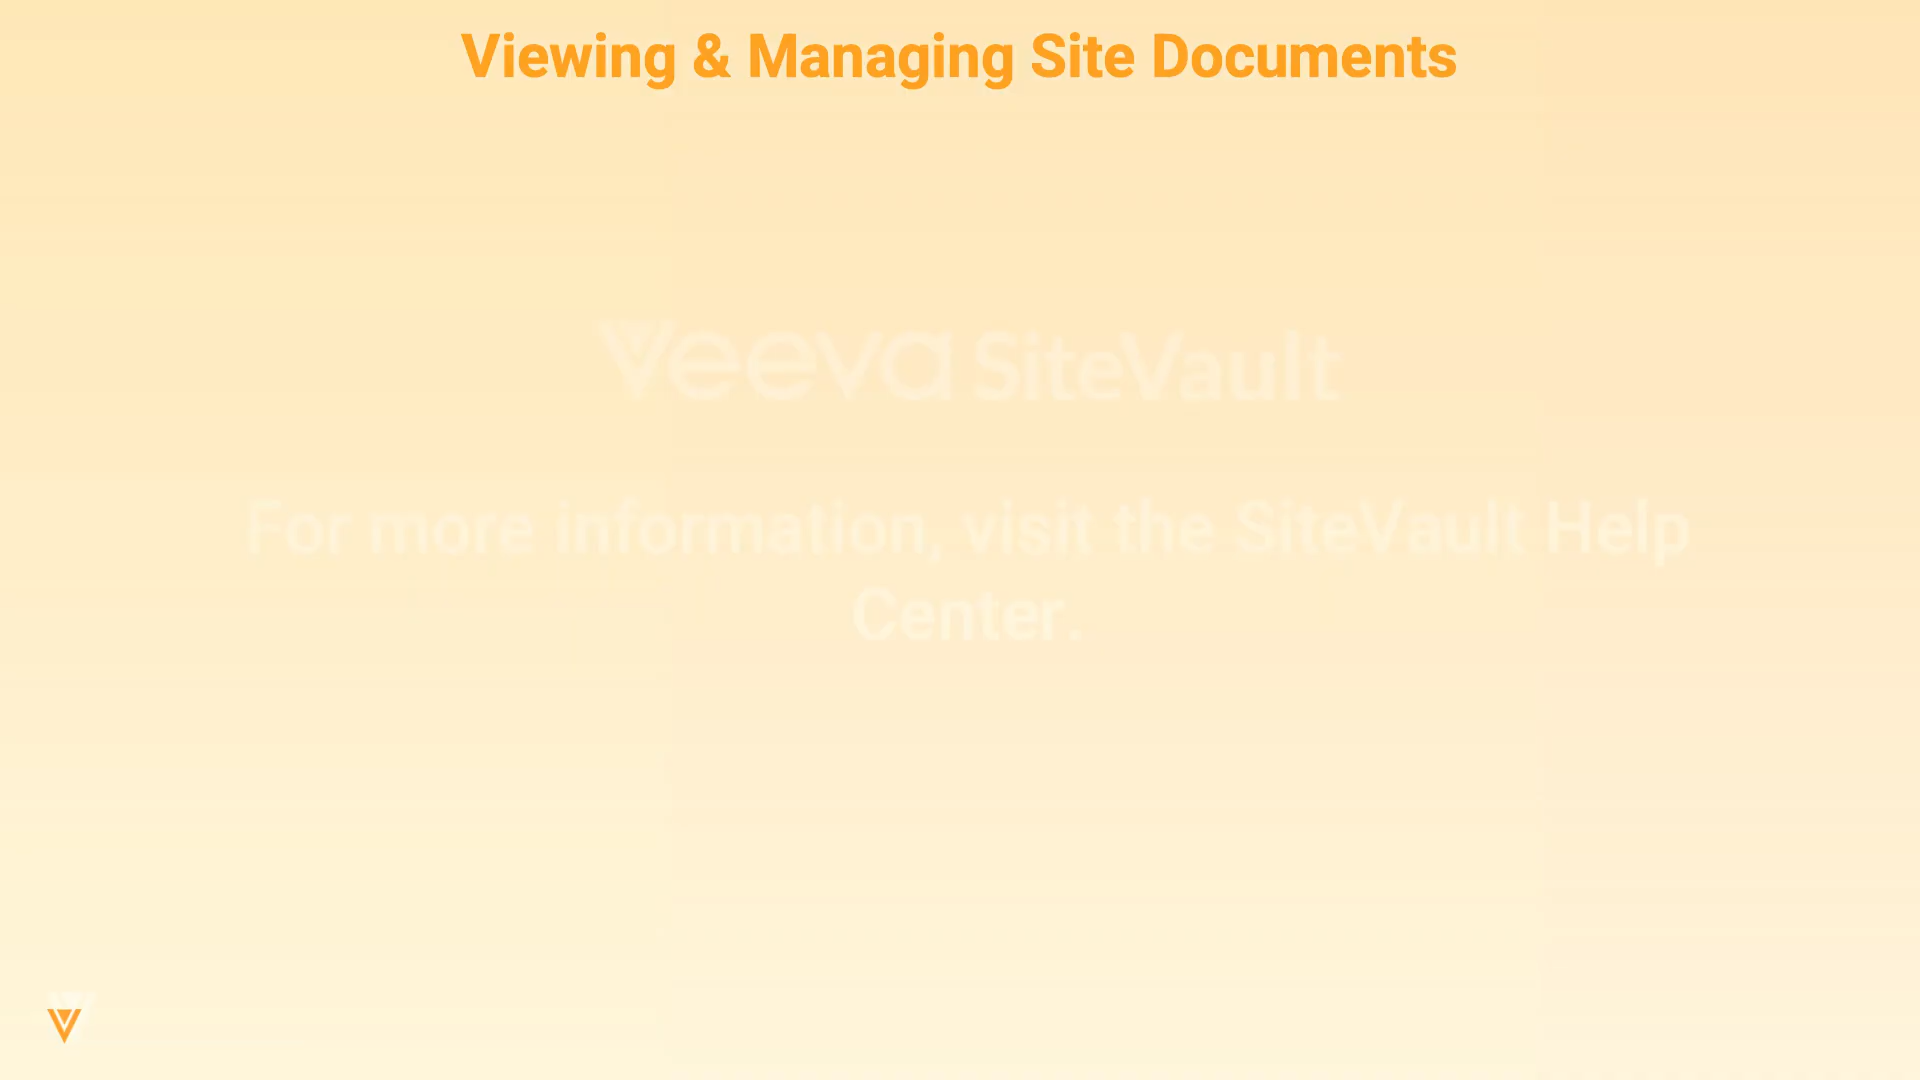 Viewing & Managing Site Documents
Veeva SiteVault
For more information, visit the SiteVault Help
Center.